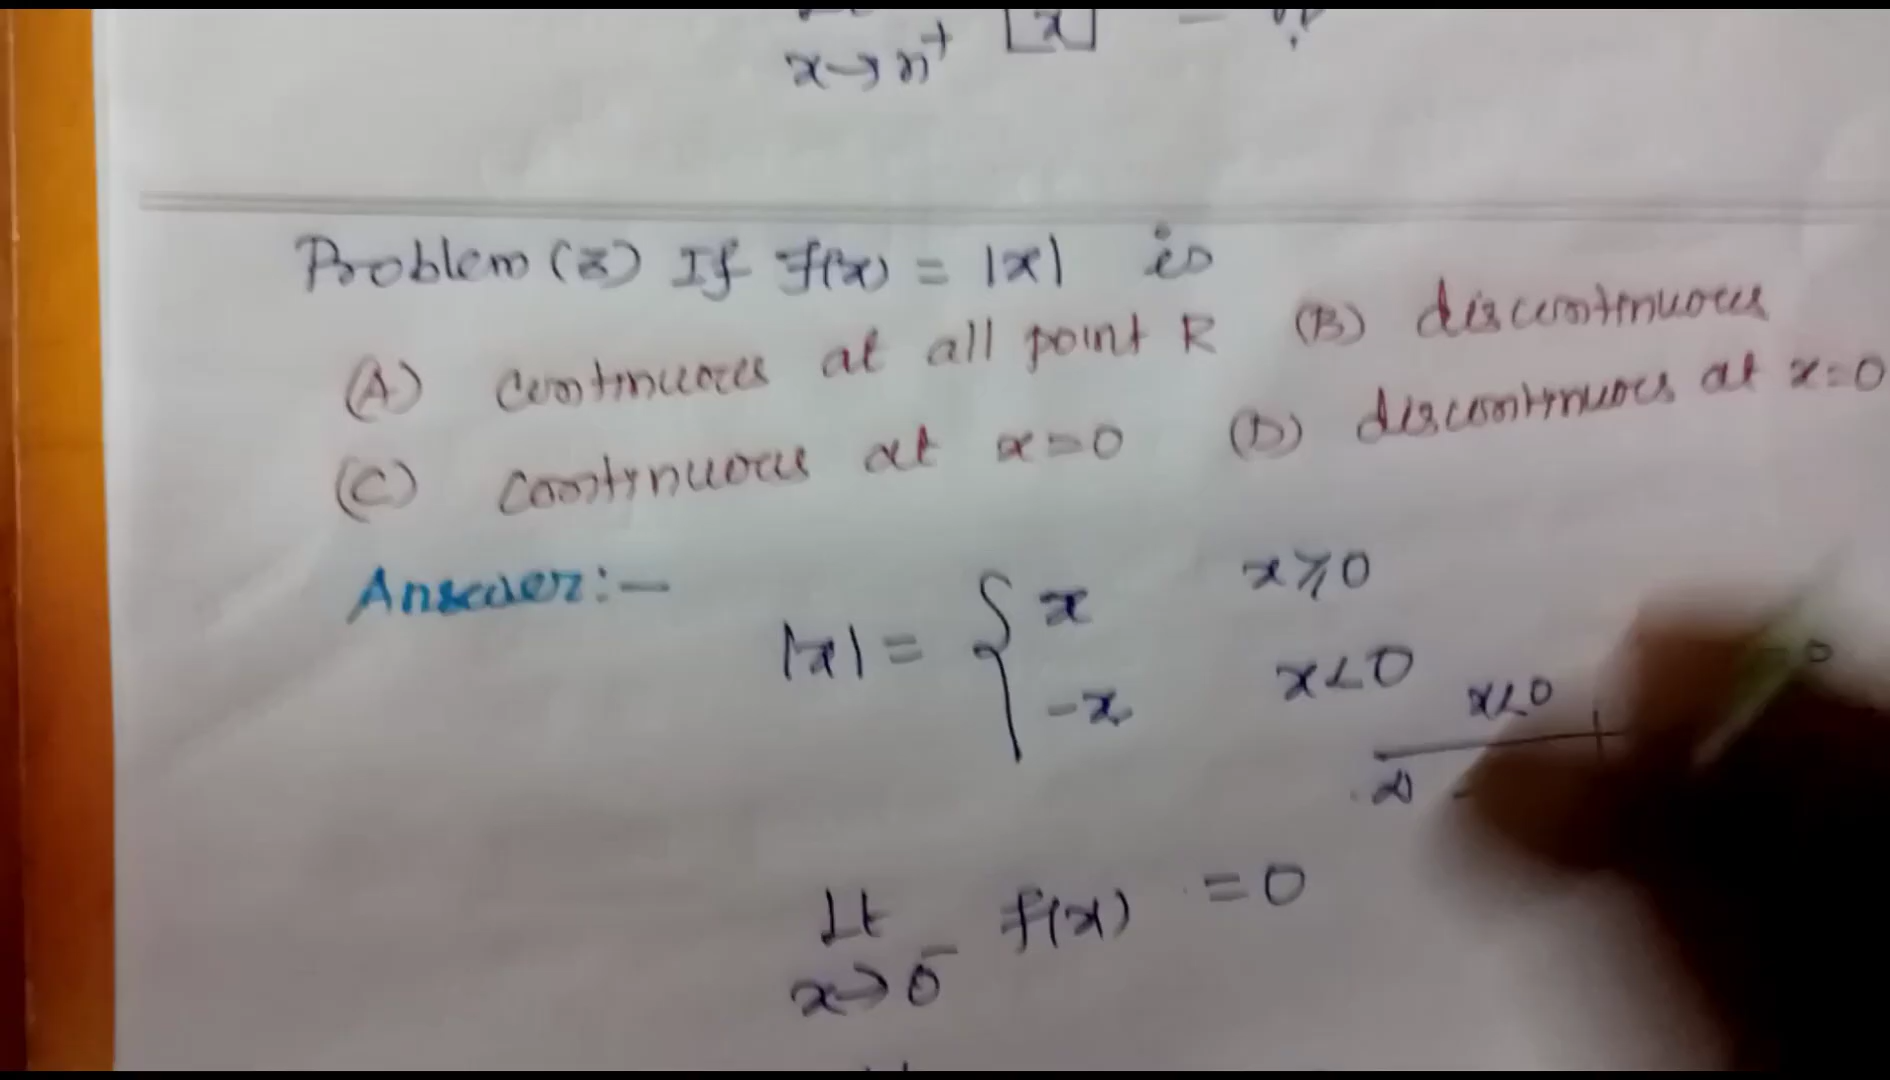 x→n⁺ [x]
Problem (3) If f(x) = |x| is
(A) continuous at all point R (B) discontinuous
(C) continuous at x=0 (D) discontinuous at x=0
Answer:-
|x| = { x x≥0
-x x<0
x<0
Lt f(x) = 0
x→0⁻